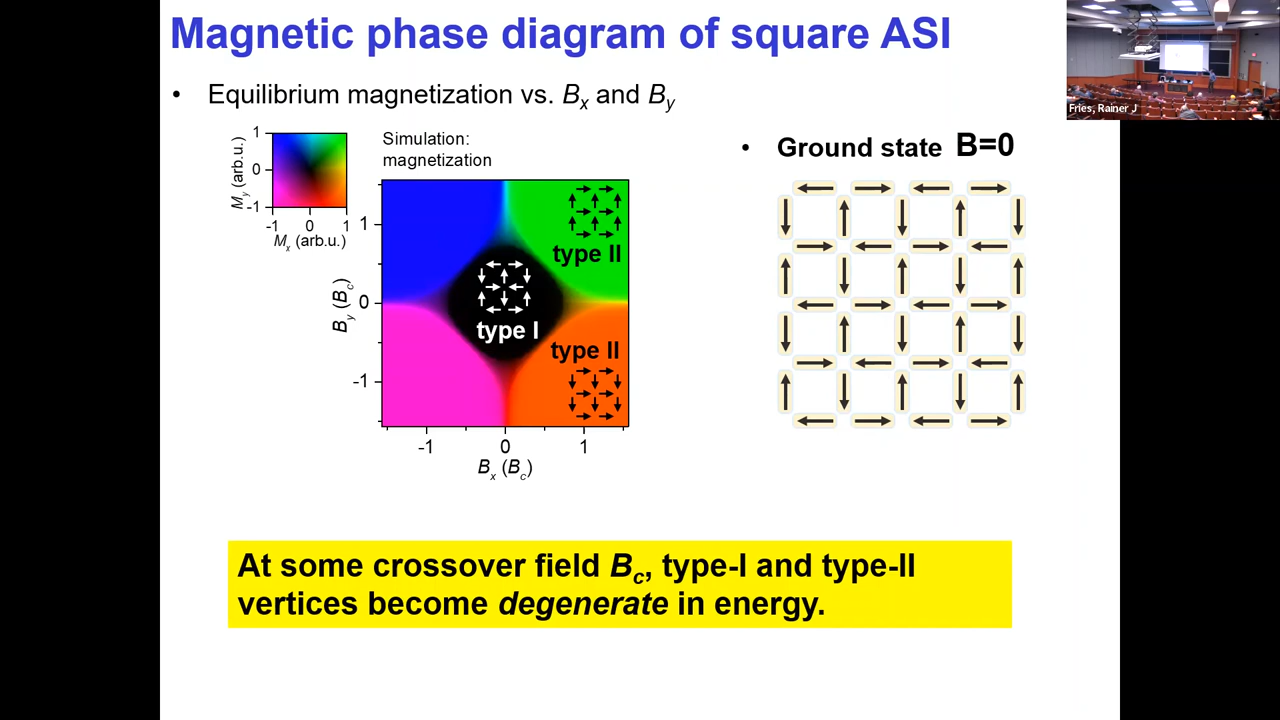 Magnetic phase diagram of square ASI
• Equilibrium magnetization vs. Bx and By
My (arb.u.)
1
0
-1
-1 0 1
Mx (arb.u.)
Simulation:
magnetization
By (Bc)
1
0
-1
type II
type I
type II
-1 0 1
Bx (Bc)
• Ground state B=0
At some crossover field Bc, type-I and type-II
vertices become degenerate in energy.
Fries, Rainer J